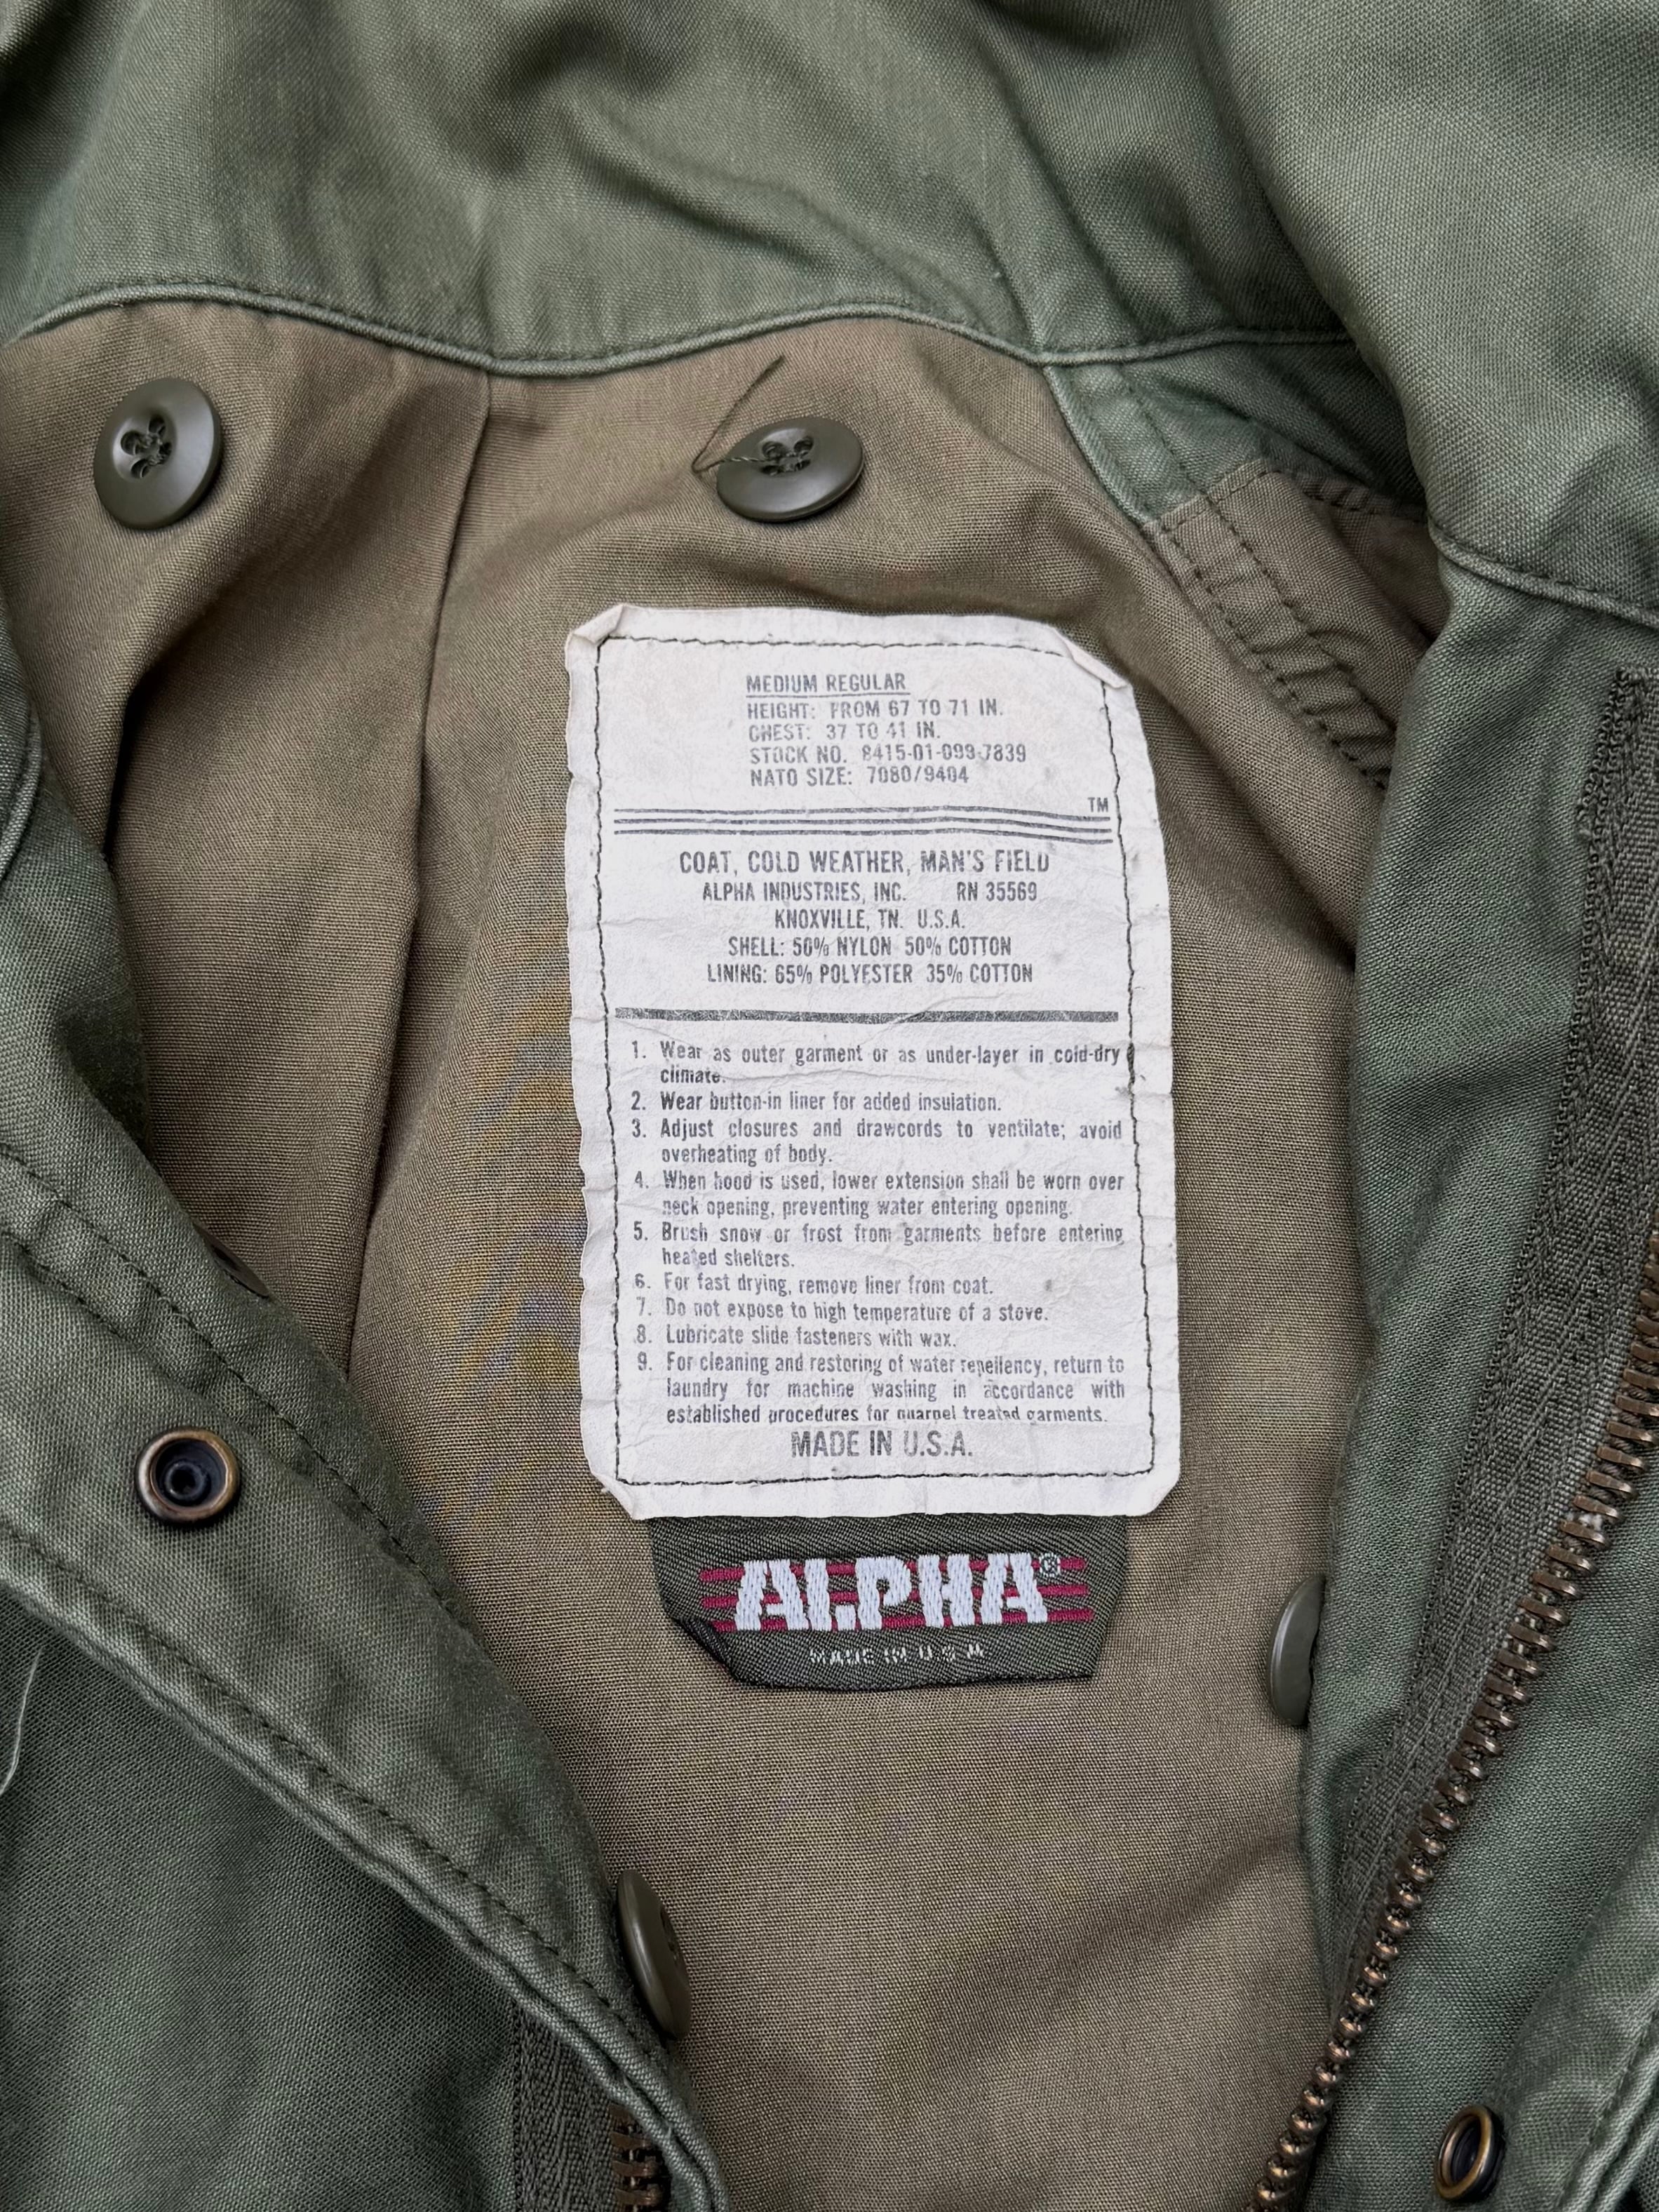 MEDIUM REGULAR
HEIGHT: FROM 67 TO 71 IN.
CHEST: 37 TO 41 IN.
STOCK NO. 8415-01-099-7839
NATO SIZE: 7080/9404
TM
COAT, COLD WEATHER, MAN'S FIELD
ALPHA INDUSTRIES, INC. RN 35569
KNOXVILLE, TN. U.S.A.
SHELL: 50% NYLON 50% COTTON
LINING: 65% POLYESTER 35% COTTON
1. Wear as outer garment or as under-layer in cold-dry
climate.
2. Wear button-in liner for added insulation.
3. Adjust closures and drawcords to ventilate; avoid
overheating of body.
4. When hood is used, lower extension shall be worn over
neck opening, preventing water entering opening.
5. Brush snow or frost from garments before entering
heated shelters.
6. For fast drying, remove liner from coat.
7. Do not expose to high temperature of a stove.
8. Lubricate slide fasteners with wax.
9. For cleaning and restoring of water repellency, return to
laundry for machine washing in accordance with
established procedures for quarpel treated garments.
MADE IN U.S.A.
ALPHA®
MADE IN U.S.A.